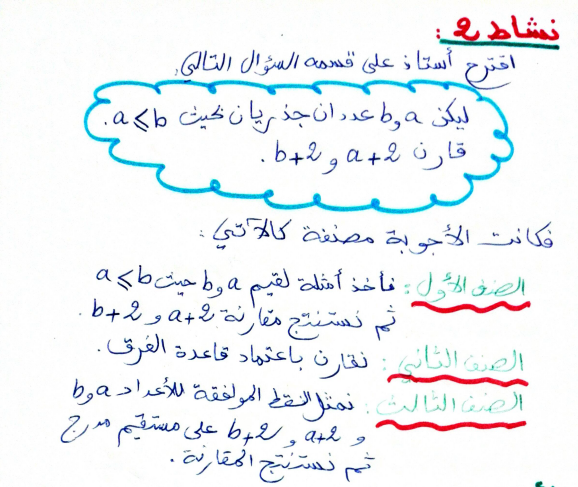 نشاط 2 :
اقترح أستاذ على قسمه السؤال التالي.
ليكن a و b عددان جذريان بحيث a ≤ b.
قارن a+2 و b+2.
فكانت الأجوبة مصنفة كالآتي :
الصنف الأول : نأخذ أمثلة لقيم a و b حيث a ≤ b
ثم نستنتج مقارنة a+2 و b+2.
الصنف الثاني : نقارن باعتماد قاعدة الفرق.
الصنف الثالث : نمثل النقط الموافقة للأعداد a و b
و a+2 و b+2 على مستقيم مدرج
ثم نستنتج المقارنة.